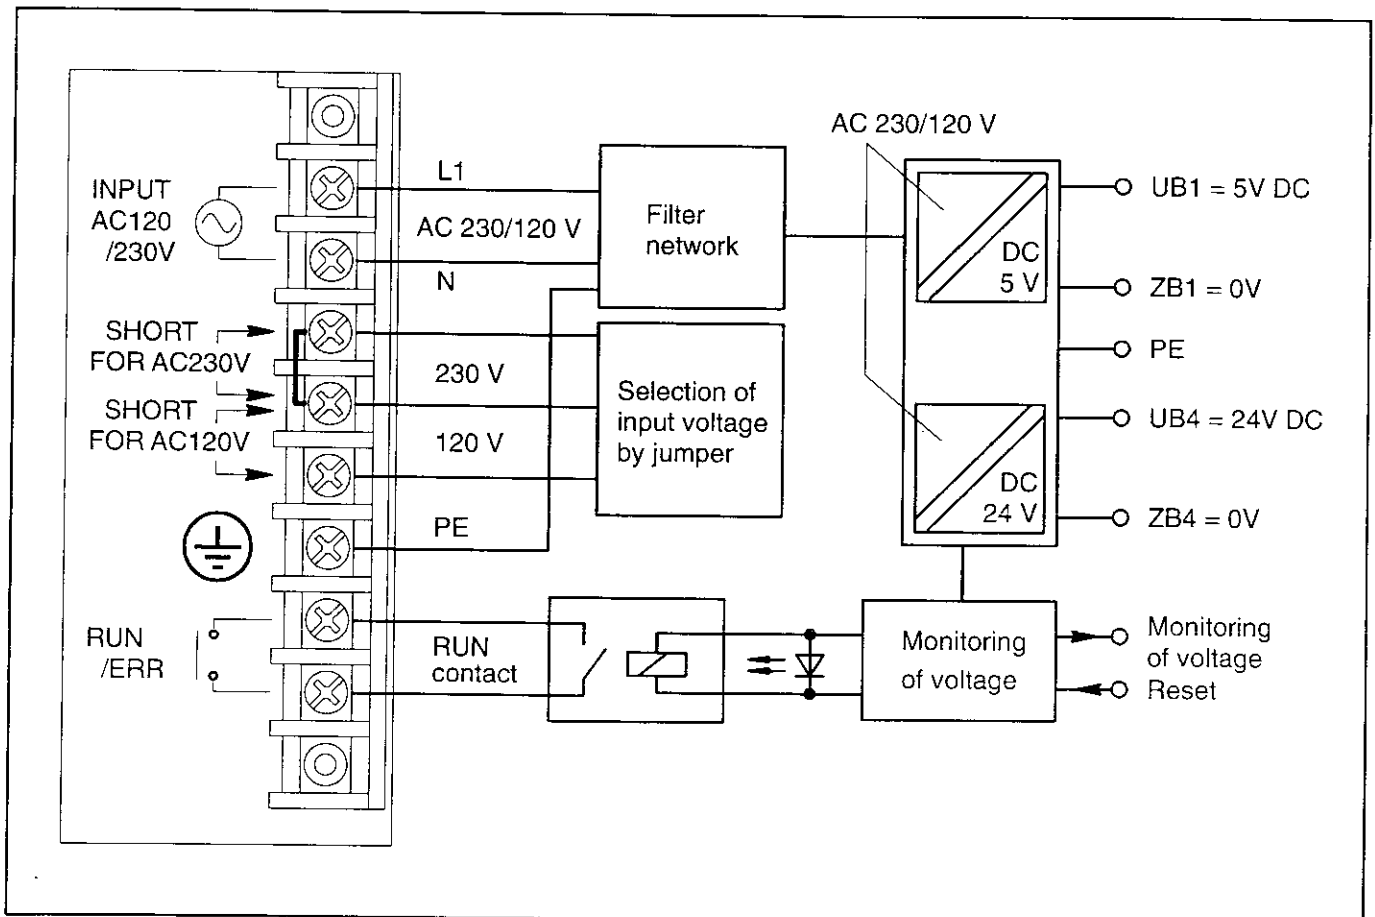 INPUT
AC120
/230V
SHORT
FOR AC230V
SHORT
FOR AC120V
RUN
/ERR
L1
AC 230/120 V
N
230 V
120 V
PE
RUN
contact
Filter
network
Selection of
input voltage
by jumper
AC 230/120 V
DC
5 V
DC
24 V
UB1 = 5V DC
ZB1 = 0V
PE
UB4 = 24V DC
ZB4 = 0V
Monitoring
of voltage
Monitoring
of voltage
Reset